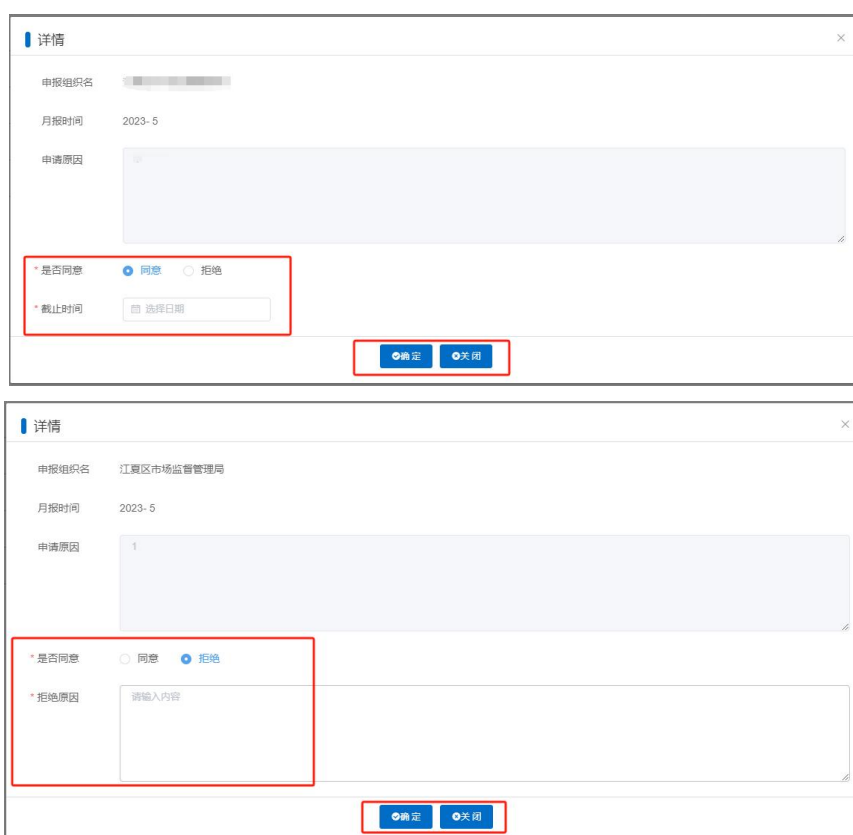 详情
申报组织名
月报时间 2023- 5
申请原因
* 是否同意 同意 拒绝
* 截止时间 选择日期
确定 关闭
详情
申报组织名 江夏区市场监督管理局
月报时间 2023- 5
申请原因 1
* 是否同意 同意 拒绝
* 拒绝原因 请输入内容
确定 关闭